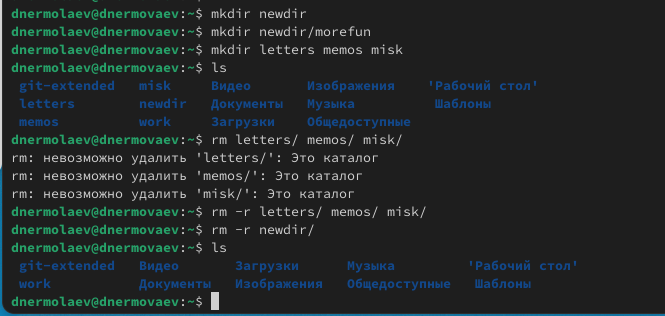 dnermolaev@dnermovaev:~$ mkdir newdir
dnermolaev@dnermovaev:~$ mkdir newdir/morefun
dnermolaev@dnermovaev:~$ mkdir letters memos misk
dnermolaev@dnermovaev:~$ ls
git-extended misk Видео Изображения 'Рабочий стол'
letters newdir Документы Музыка Шаблоны
memos work Загрузки Общедоступные
dnermolaev@dnermovaev:~$ rm letters/ memos/ misk/
rm: невозможно удалить 'letters/': Это каталог
rm: невозможно удалить 'memos/': Это каталог
rm: невозможно удалить 'misk/': Это каталог
dnermolaev@dnermovaev:~$ rm -r letters/ memos/ misk/
dnermolaev@dnermovaev:~$ rm -r newdir/
dnermolaev@dnermovaev:~$ ls
git-extended Видео Загрузки Музыка 'Рабочий стол'
work Документы Изображения Общедоступные Шаблоны
dnermolaev@dnermovaev:~$